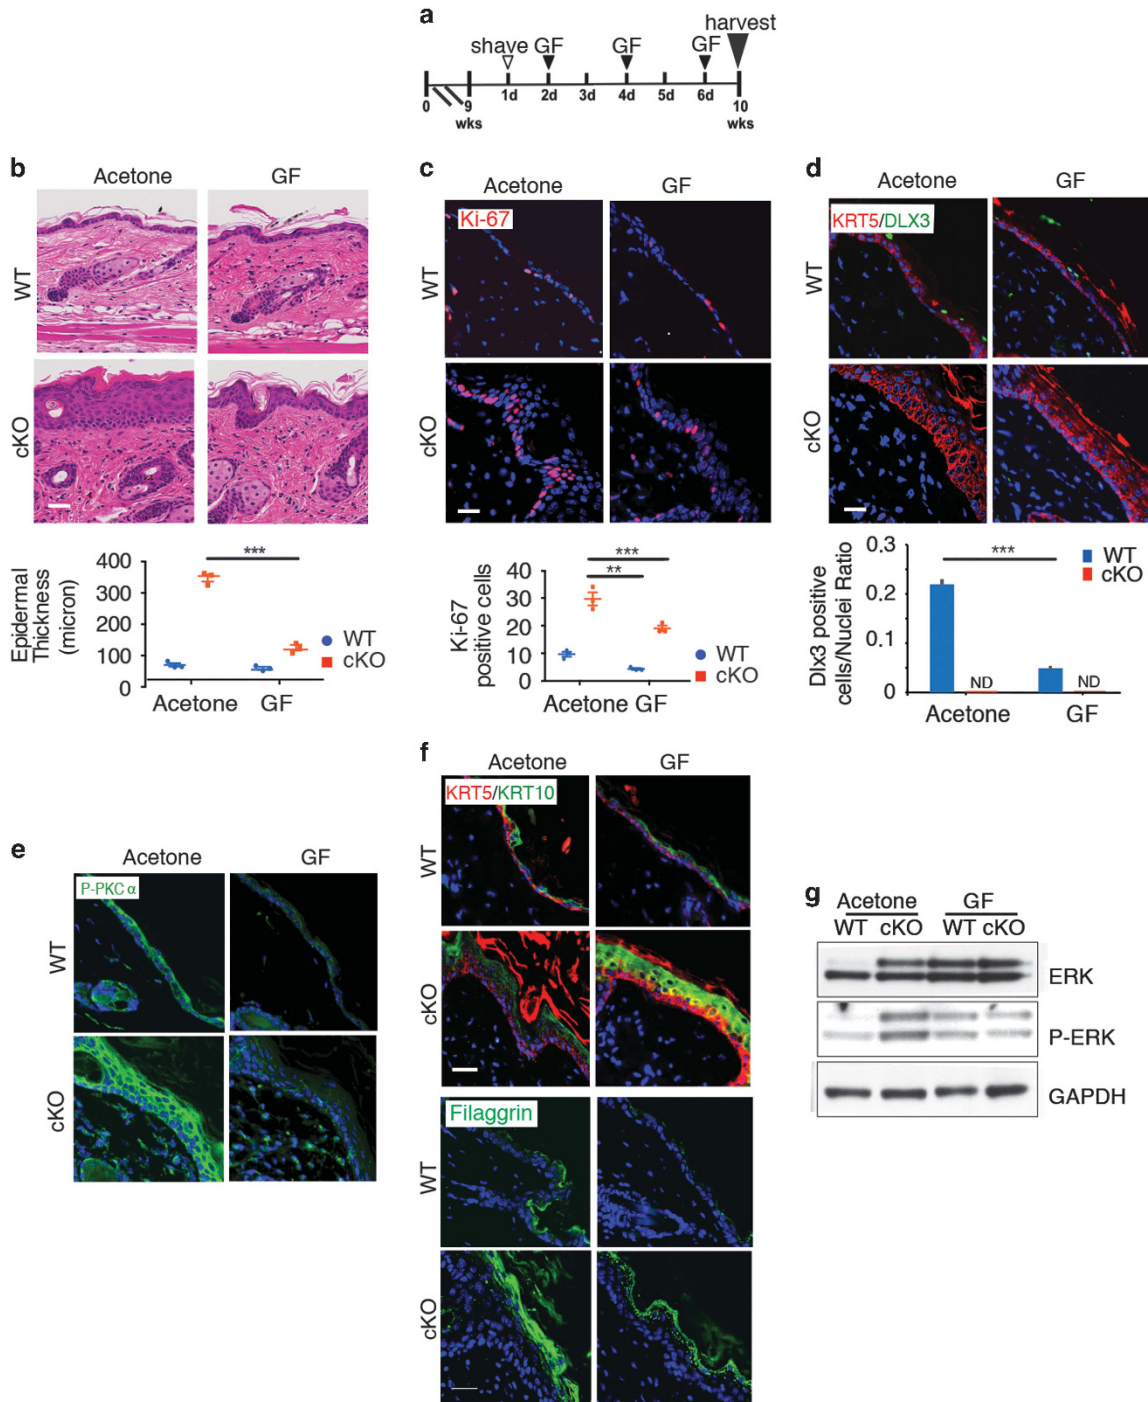 a
harvest
shave GF GF GF
0 9 1d 2d 3d 4d 5d 6d 10
wks wks
b
Acetone GF
WT
cKO
***
Epidermal
Thickness
(micron)
400
300
200
100
0
WT
cKO
Acetone GF
c
Acetone GF
Ki-67
WT
cKO
***
**
Ki-67
positive cells
40
30
20
10
0
WT
cKO
Acetone GF
d
Acetone GF
KRT5/DLX3
WT
cKO
Dlx3 positive
cells/Nuclei Ratio
0.3
0.2
0.1
0
***
WT
cKO
ND ND
Acetone GF
e
Acetone GF
P-PKC α
WT
cKO
f
Acetone GF
KRT5/KRT10
WT
cKO
Filaggrin
WT
cKO
g
Acetone GF
WT cKO WT cKO
ERK
P-ERK
GAPDH